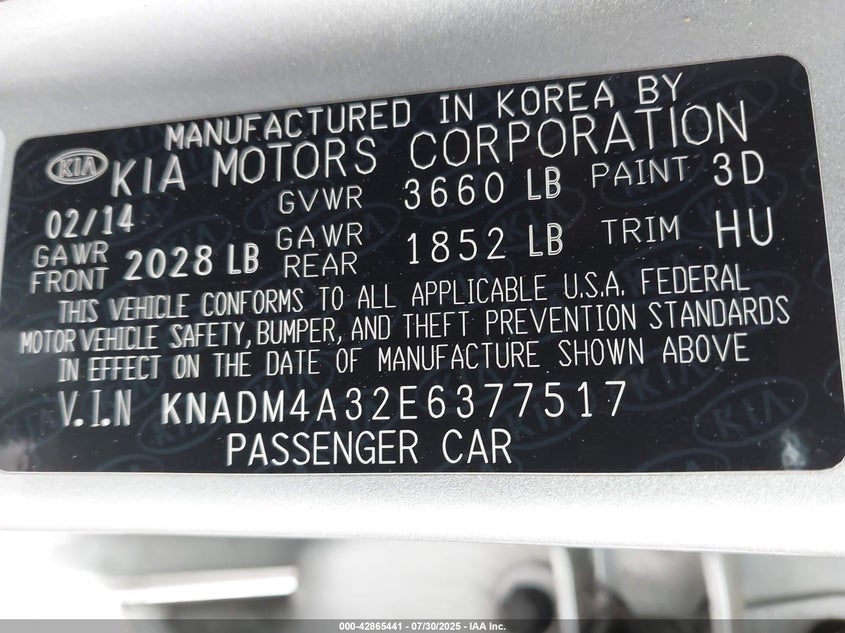 MANUFACTURED IN KOREA BY
KIA KIA MOTORS CORPORATION
02/14 GVWR 3660 LB PAINT 3D
GAWR FRONT 2028 LB GAWR REAR 1852 LB TRIM HU
THIS VEHICLE CONFORMS TO ALL APPLICABLE U.S.A. FEDERAL
MOTOR VEHICLE SAFETY, BUMPER, AND THEFT PREVENTION STANDARDS
IN EFFECT ON THE DATE OF MANUFACTURE SHOWN ABOVE
V.I.N KNADM4A32E6377517
PASSENGER CAR
000-42865441 - 07/30/2025 - IAA Inc.